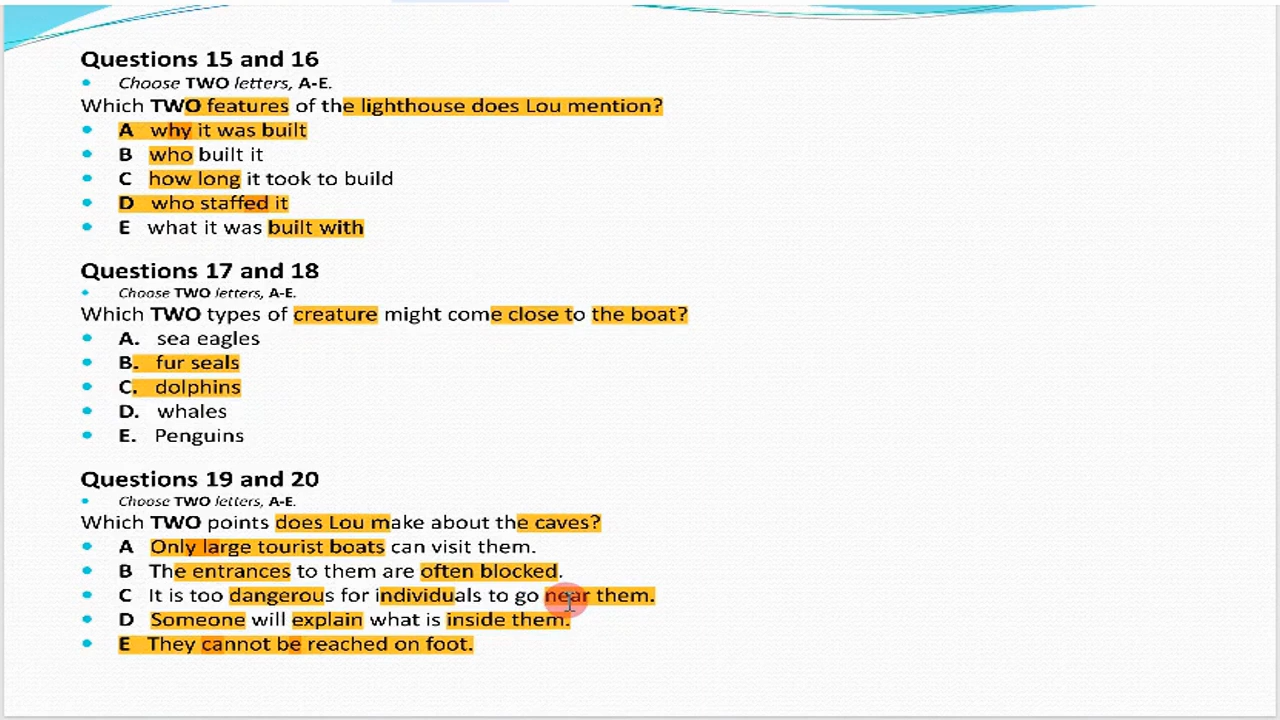 Questions 15 and 16
• Choose TWO letters, A-E.
Which TWO features of the lighthouse does Lou mention?
• A why it was built
• B who built it
• C how long it took to build
• D who staffed it
• E what it was built with
Questions 17 and 18
• Choose TWO letters, A-E.
Which TWO types of creature might come close to the boat?
• A. sea eagles
• B. fur seals
• C. dolphins
• D. whales
• E. Penguins
Questions 19 and 20
• Choose TWO letters, A-E.
Which TWO points does Lou make about the caves?
• A Only large tourist boats can visit them.
• B The entrances to them are often blocked.
• C It is too dangerous for individuals to go near them.
• D Someone will explain what is inside them.
• E They cannot be reached on foot.